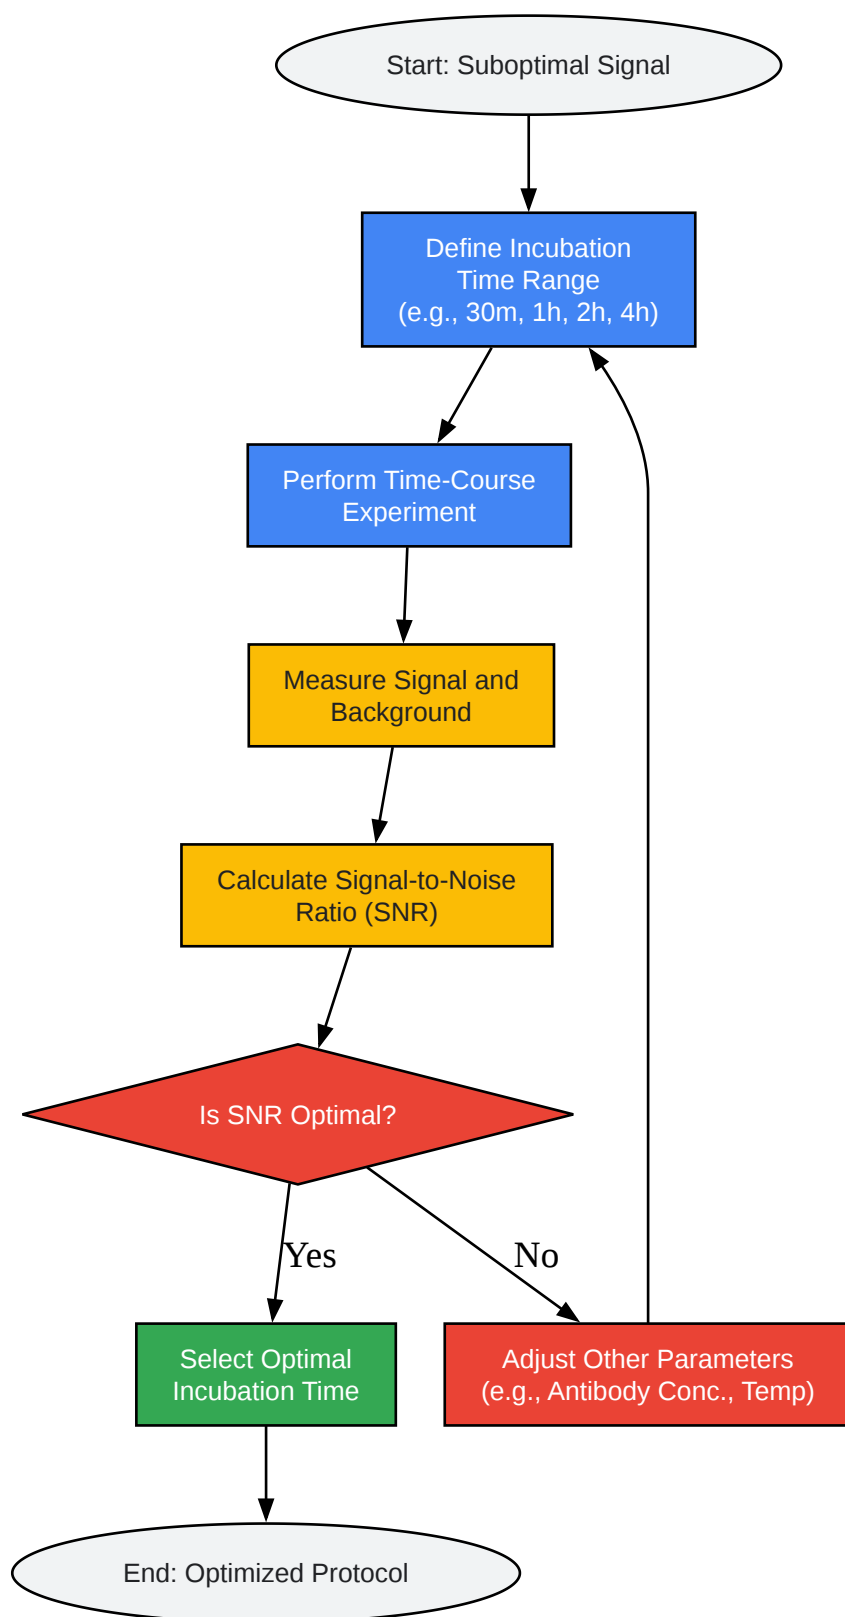 Start: Suboptimal Signal
Define Incubation
Time Range
(e.g., 30m, 1h, 2h, 4h)
Perform Time-Course
Experiment
Measure Signal and
Background
Calculate Signal-to-Noise
Ratio (SNR)
Is SNR Optimal?
Yes
No
Select Optimal
Incubation Time
Adjust Other Parameters
(e.g., Antibody Conc., Temp)
End: Optimized Protocol